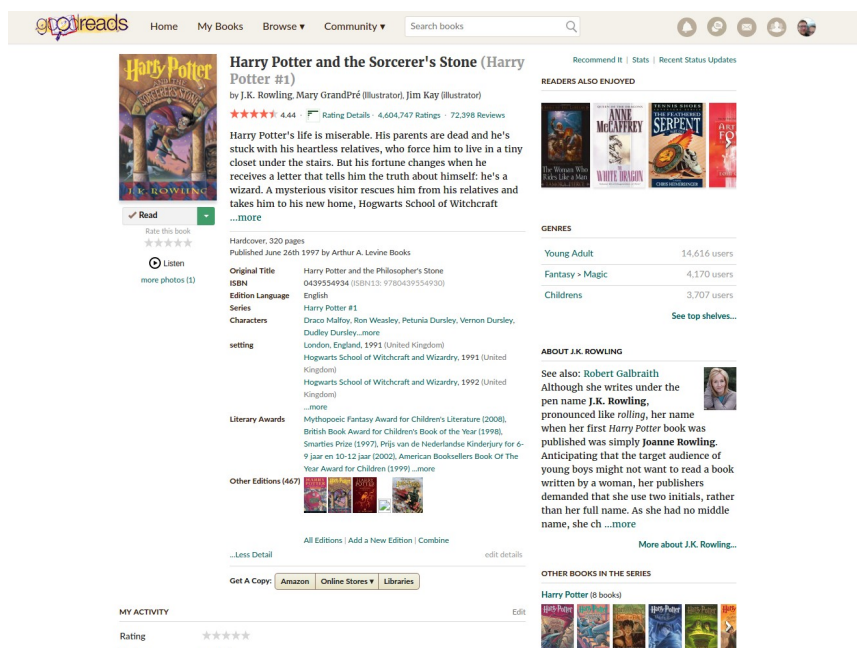 goodreads
Home My Books Browse ▾ Community ▾ Search books
Harry Potter and the Sorcerer's Stone (Harry
Potter #1)
by J.K. Rowling, Mary GrandPré (Illustrator), Jim Kay (Illustrator)
4.44 · Rating Details · 4,604,747 Ratings · 72,398 Reviews
Harry Potter's life is miserable. His parents are dead and he's
stuck with his heartless relatives, who force him to live in a tiny
closet under the stairs. But his fortune changes when he
receives a letter that tells him the truth about himself: he's a
wizard. A mysterious visitor rescues him from his relatives and
takes him to his new home, Hogwarts School of Witchcraft
...more
Harry Potter
AND THE
SORCERER'S STONE
J. K. ROWLING
Read
Rate this book
Listen
more photos (1)
Hardcover, 320 pages
Published June 26th 1997 by Arthur A. Levine Books
Original Title Harry Potter and the Philosopher's Stone
ISBN 0439554934 (ISBN13: 9780439554930)
Edition Language English
Series Harry Potter #1
Characters Draco Malfoy, Ron Weasley, Petunia Dursley, Vernon Dursley,
Dudley Dursley...more
setting London, England, 1991 (United Kingdom)
Hogwarts School of Witchcraft and Wizardry, 1991 (United
Kingdom)
Hogwarts School of Witchcraft and Wizardry, 1992 (United
Kingdom)
...more
Literary Awards Mythopoeic Fantasy Award for Children's Literature (2008),
British Book Award for Children's Book of the Year (1998),
Smarties Prize (1997), Prijs van de Nederlandse Kinderjury for 6-
9 jaar en 10-12 jaar (2002), American Booksellers Book Of The
Year Award for Children (1999) ...more
Other Editions (467)
All Editions | Add a New Edition | Combine
...Less Detail edit details
Get A Copy: Amazon Online Stores ▾ Libraries
MY ACTIVITY Edit
Rating
Recommend It | Stats | Recent Status Updates
READERS ALSO ENJOYED
The Woman Who
Rides Like a Man
ANNE
McCAFFREY
THE
WHITE DRAGON
TENNIS SHOES
THE FEATHERED
SERPENT
CHRIS HEIMERDINGER
GENRES
Young Adult 14,616 users
Fantasy > Magic 4,170 users
Childrens 3,707 users
See top shelves...
ABOUT J.K. ROWLING
See also: Robert Galbraith
Although she writes under the
pen name J.K. Rowling,
pronounced like rolling, her name
when her first Harry Potter book was
published was simply Joanne Rowling.
Anticipating that the target audience of
young boys might not want to read a book
written by a woman, her publishers
demanded that she use two initials, rather
than her full name. As she had no middle
name, she ch ...more
More about J.K. Rowling...
OTHER BOOKS IN THE SERIES
Harry Potter (8 books)